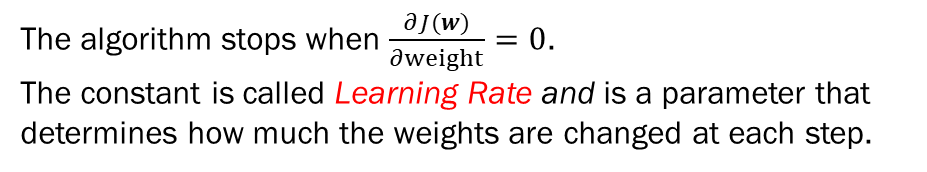 The algorithm stops when ∂J(w)/∂weight = 0.
The constant is called Learning Rate and is a parameter that
determines how much the weights are changed at each step.